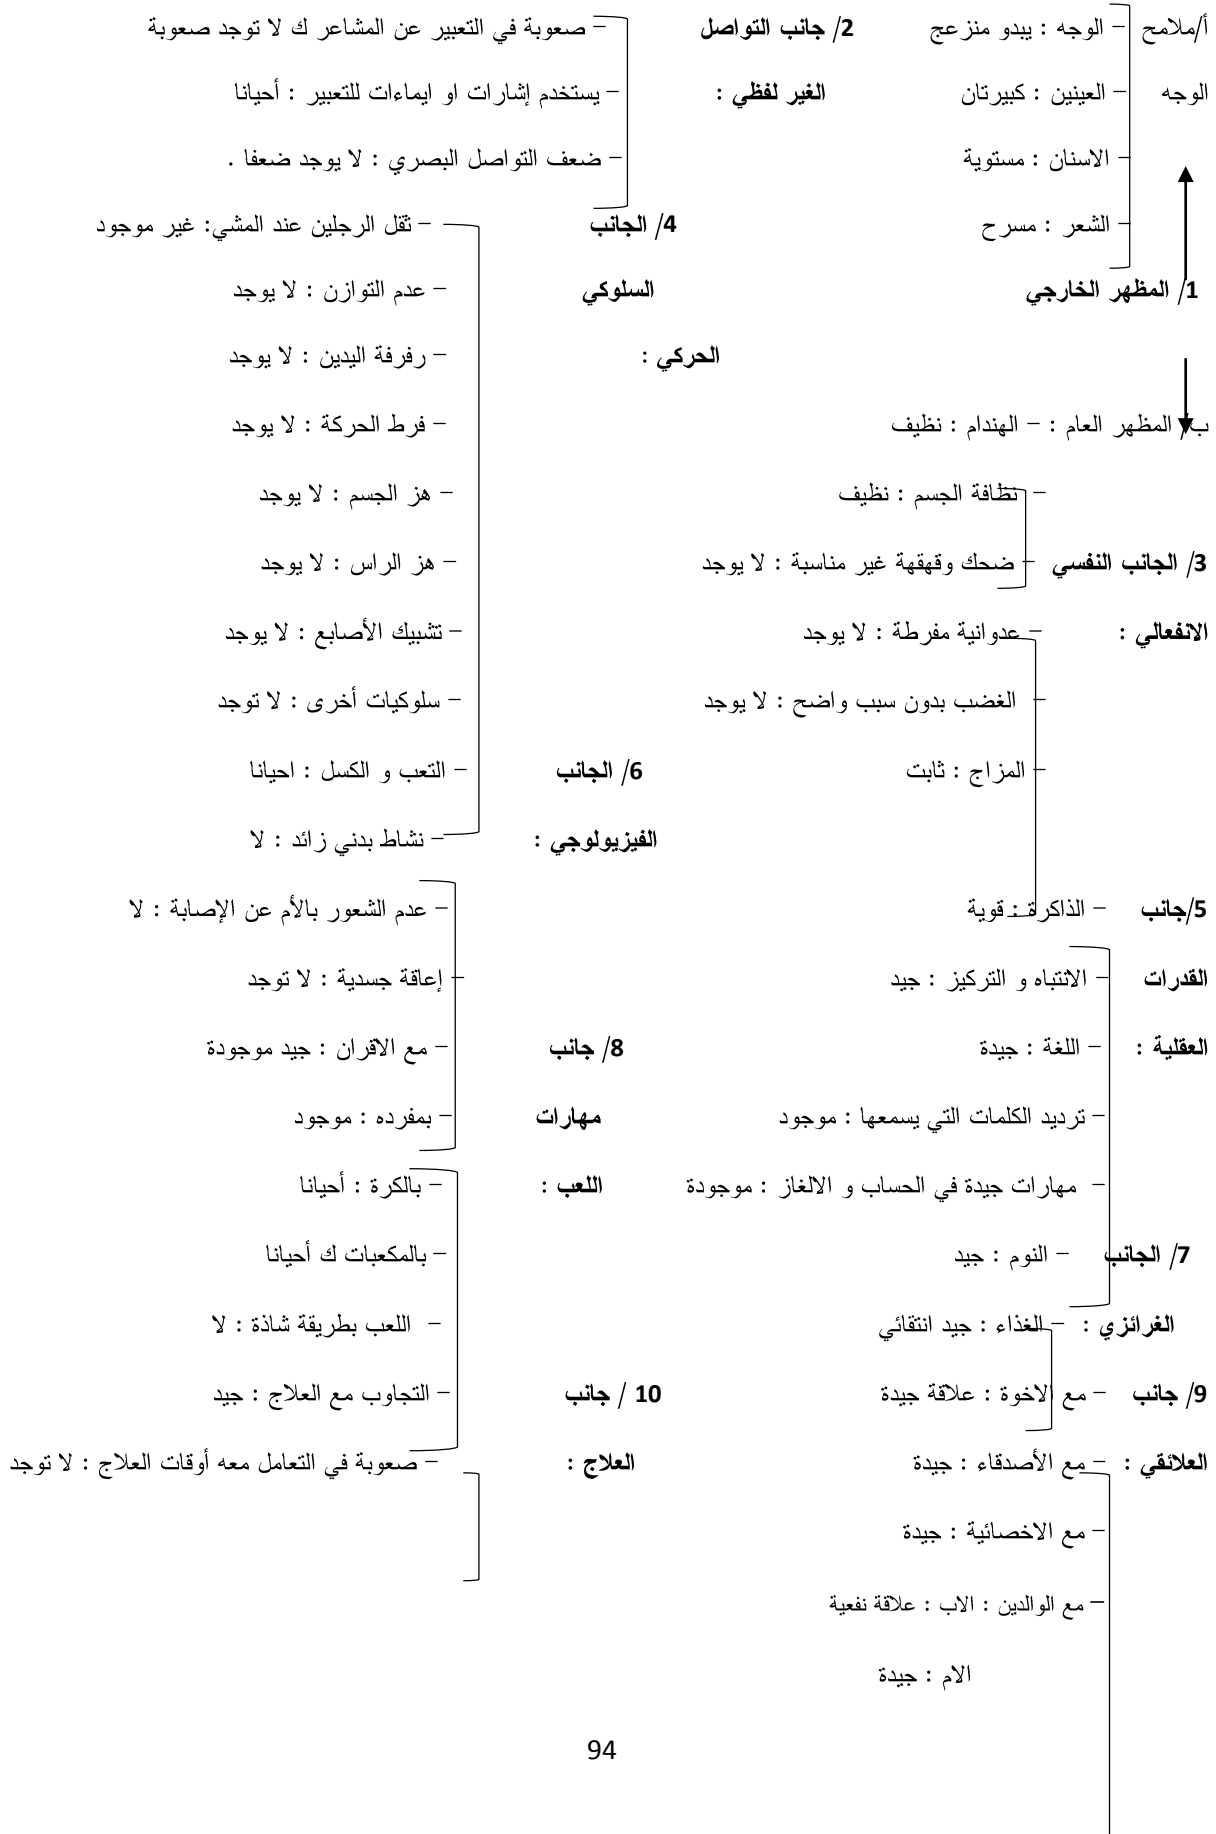 أ/ملامح – الوجه : يبدو منزعج 2/ جانب التواصل – صعوبة في التعبير عن المشاعر ك لا توجد صعوبة
الوجه – العينين : كبيرتان الغير لفظي : – يستخدم إشارات او ايماءات للتعبير : أحيانا
– الاسنان : مستوية – ضعف التواصل البصري : لا يوجد ضعفا .
– الشعر : مسرح 4/ الجانب – ثقل الرجلين عند المشي: غير موجود
1/ المظهر الخارجي السلوكي – عدم التوازن : لا يوجد
الحركي : – رفرفة اليدين : لا يوجد
ب/ المظهر العام : – الهندام : نظيف – فرط الحركة : لا يوجد
– نظافة الجسم : نظيف – هز الجسم : لا يوجد
3/ الجانب النفسي – ضحك وقهقهة غير مناسبة : لا يوجد – هز الراس : لا يوجد
الانفعالي : – عدوانية مفرطة : لا يوجد – تشبيك الأصابع : لا يوجد
– الغضب بدون سبب واضح : لا يوجد – سلوكيات أخرى : لا توجد
– المزاج : ثابت 6/ الجانب – التعب و الكسل : احيانا
الفيزيولوجي : – نشاط بدني زائد : لا
5/جانب – الذاكرة : قوية – عدم الشعور بالأم عن الإصابة : لا
القدرات – الانتباه و التركيز : جيد – إعاقة جسدية : لا توجد
العقلية : – اللغة : جيدة 8/ جانب – مع الاقران : جيد موجودة
– ترديد الكلمات التي يسمعها : موجود مهارات – بمفرده : موجود
– مهارات جيدة في الحساب و الالغاز : موجودة اللعب : – بالكرة : أحيانا
7/ الجانب – النوم : جيد – بالمكعبات ك أحيانا
الغرائزي : – الغذاء : جيد انتقائي – اللعب بطريقة شاذة : لا
9/ جانب – مع الاخوة : علاقة جيدة 10 / جانب – التجاوب مع العلاج : جيد
العلائقي : – مع الأصدقاء : جيدة العلاج : – صعوبة في التعامل معه أوقات العلاج : لا توجد
– مع الاخصائية : جيدة
– مع الوالدين : الاب : علاقة نفعية
الام : جيدة
94